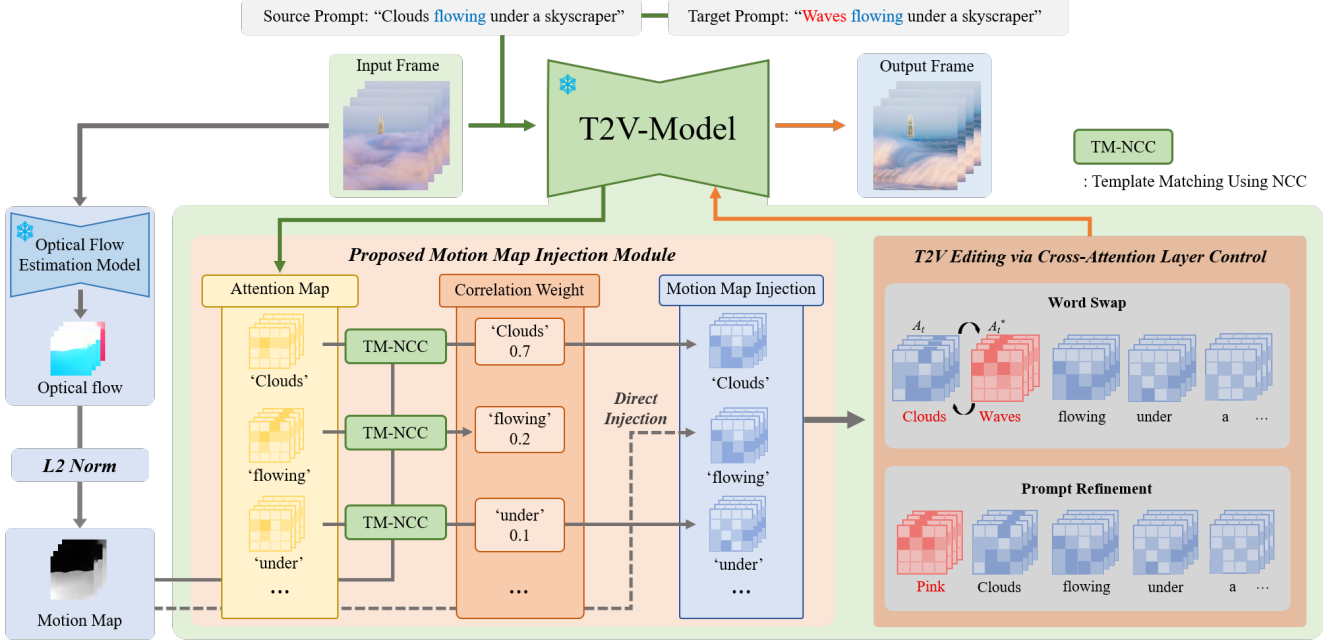 Source Prompt: “Clouds flowing under a skyscraper”
Target Prompt: “Waves flowing under a skyscraper”
Input Frame
T2V-Model
Output Frame
TM-NCC
: Template Matching Using NCC
Optical Flow
Estimation Model
Optical flow
L2 Norm
Motion Map
Proposed Motion Map Injection Module
Attention Map
Correlation Weight
Motion Map Injection
‘Clouds’
TM-NCC
‘Clouds’
0.7
‘Clouds’
Direct
Injection
‘flowing’
TM-NCC
‘flowing’
0.2
‘flowing’
‘under’
TM-NCC
‘under’
0.1
‘under’
...
...
...
T2V Editing via Cross-Attention Layer Control
Word Swap
At
At*
Clouds
Waves
flowing
under
a
...
Prompt Refinement
Pink
Clouds
flowing
under
a
...